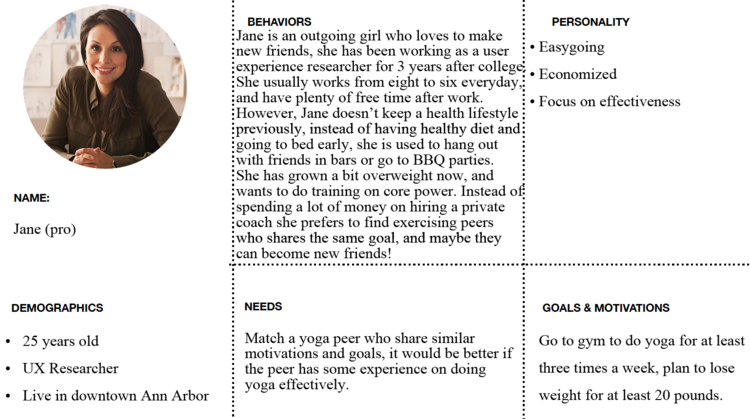 BEHAVIORS
Jane is an outgoing girl who loves to make
new friends, she has been working as a user
experience researcher for 3 years after college.
She usually works from eight to six everyday,
and have plenty of free time after work.
However, Jane doesn't keep a health lifestyle
previously, instead of having healthy diet and
going to bed early, she is used to hang out
with friends in bars or go to BBQ parties.
She has grown a bit overweight now, and
wants to do training on core power. Instead of
spending a lot of money on hiring a private
coach she prefers to find exercising peers
who shares the same goal, and maybe they
can become new friends!
PERSONALITY
• Easygoing
• Economized
• Focus on effectiveness
NAME:
Jane (pro)
DEMOGRAPHICS
• 25 years old
• UX Researcher
• Live in downtown Ann Arbor
NEEDS
Match a yoga peer who share similar
motivations and goals, it would be better if
the peer has some experience on doing
yoga effectively.
GOALS & MOTIVATIONS
Go to gym to do yoga for at least
three times a week, plan to lose
weight for at least 20 pounds.